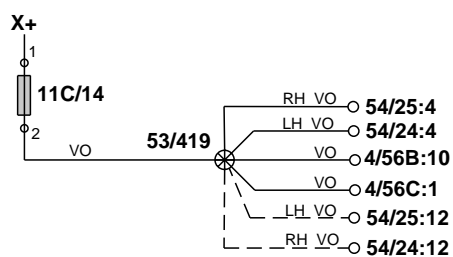 X+
1
11C/14
2
VO
53/419
RH VO 54/25:4
LH VO 54/24:4
VO 4/56B:10
VO 4/56C:1
LH VO 54/25:12
RH VO 54/24:12